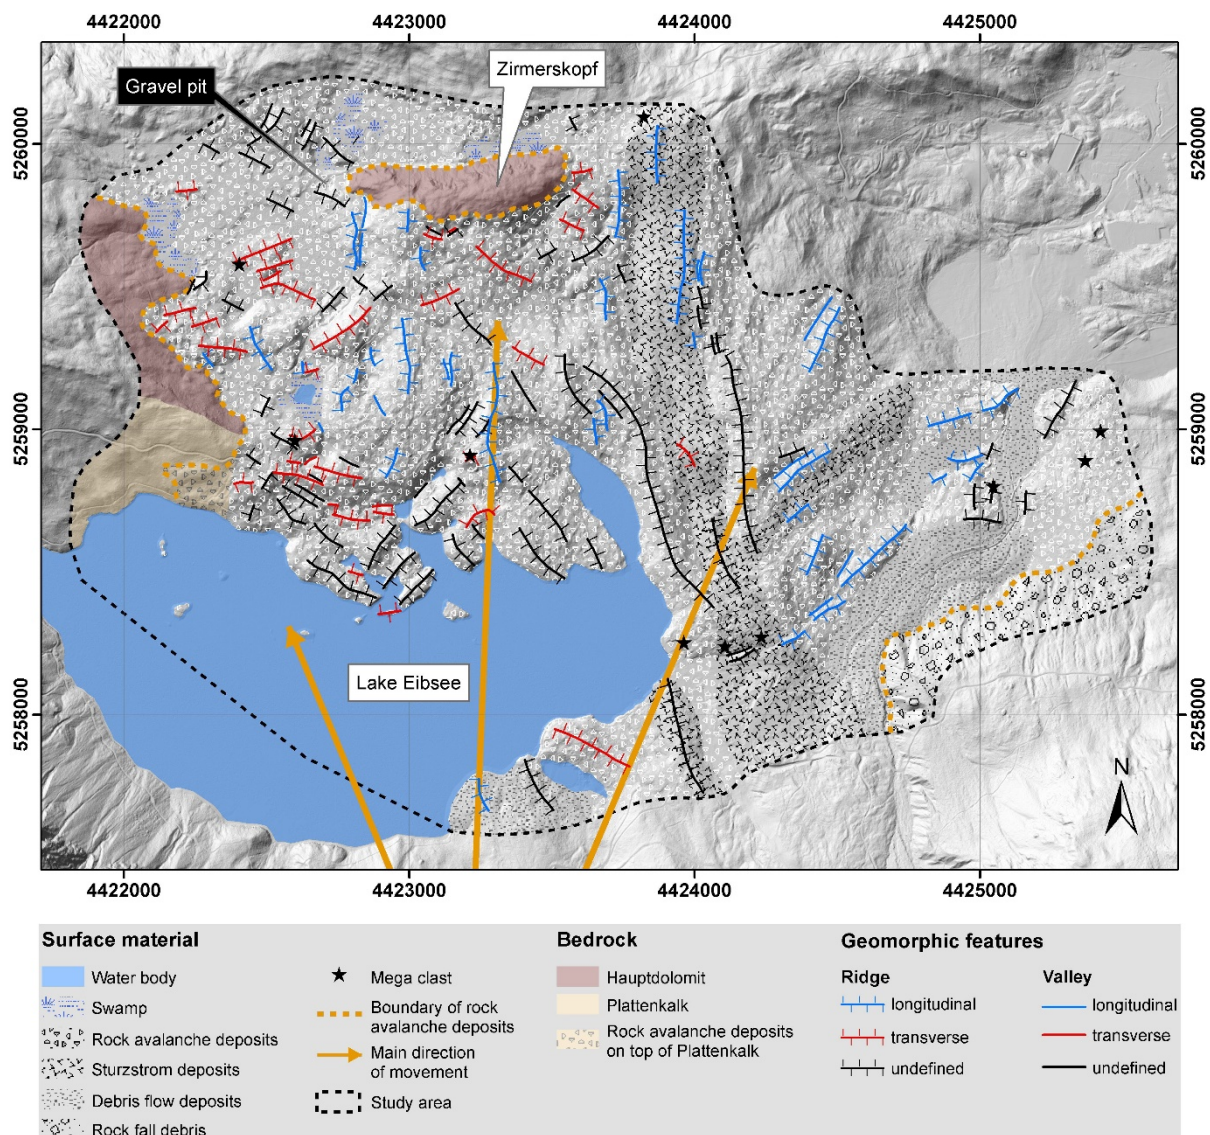 4422000 4423000 4424000 4425000
Zirmerskopf
Gravel pit
5260000 5260000
5259000 5259000
Lake Eibsee
5258000 5258000
N
4422000 4423000 4424000 4425000
Surface material
Water body
Swamp
Rock avalanche deposits
Sturzstrom deposits
Debris flow deposits
Rock fall debris
Mega clast
Boundary of rock
avalanche deposits
Main direction
of movement
Study area
Bedrock
Hauptdolomit
Plattenkalk
Rock avalanche deposits
on top of Plattenkalk
Geomorphic features
Ridge
longitudinal
transverse
undefined
Valley
longitudinal
transverse
undefined